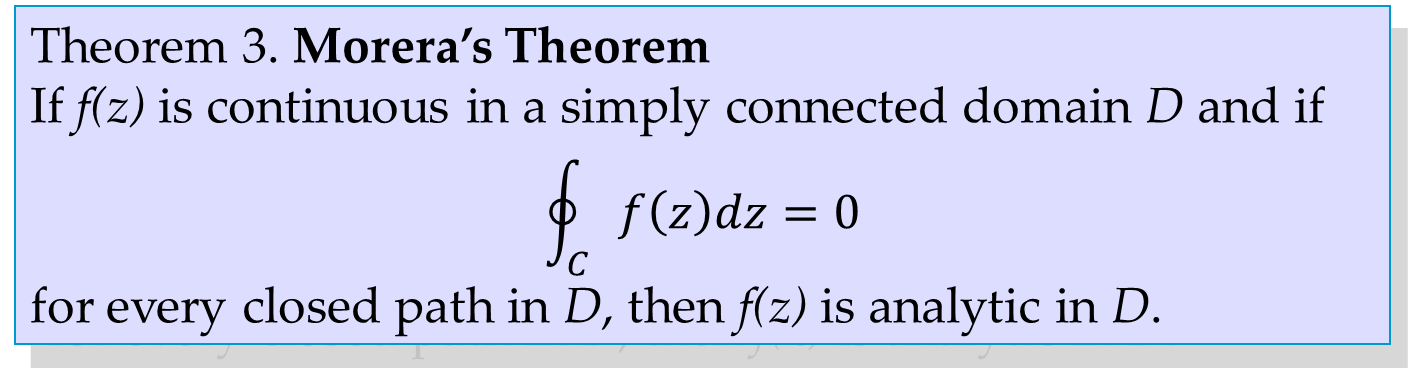 Theorem 3. Morera’s Theorem
If f(z) is continuous in a simply connected domain D and if
∮_C f(z)dz = 0
for every closed path in D, then f(z) is analytic in D.